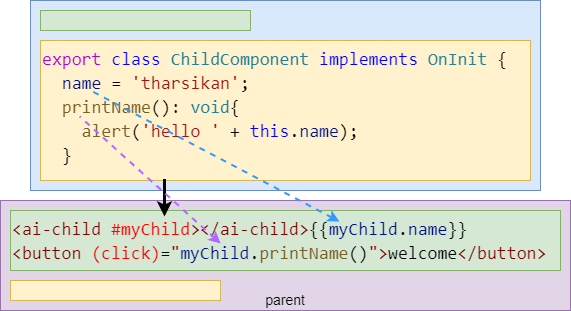 export class ChildComponent implements OnInit {
name = 'tharsikan';
printName(): void{
alert('hello ' + this.name);
}
<ai-child #myChild></ai-child>{{myChild.name}}
<button (click)="myChild.printName()">welcome</button>
parent